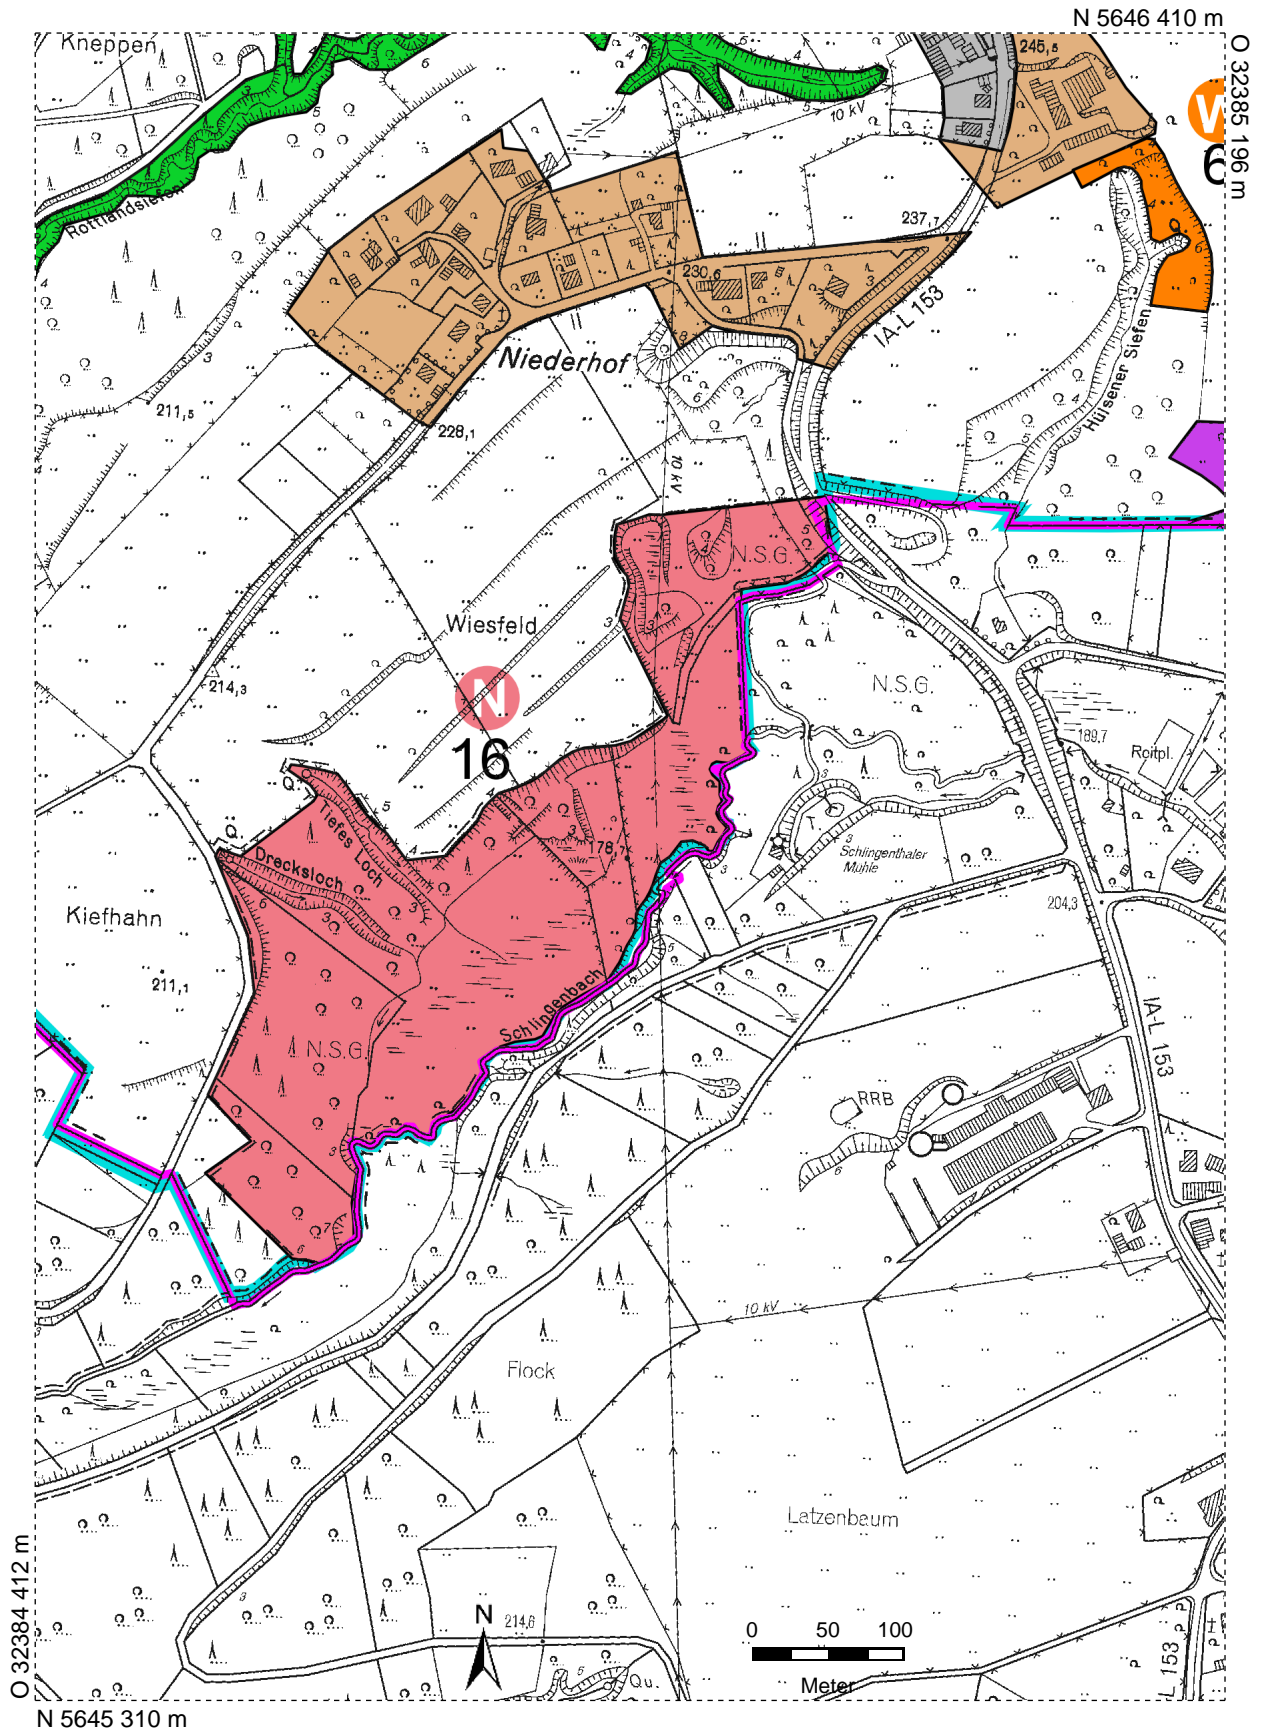 N 5646 410 m
O 32385 196 m
Kneppen
245,5
10 kV
W
6
Rottlandsiefen
237,7
230,6
IA-L 153
Niederhof
Hülsener Siefen
211,5
228,1
10 kV
N.S.G.
Wiesfeld
N.S.G.
214,3
N
16
189,7
Reitpl.
Q.
Tiefes Loch
Q.
178,7
Drecksloch
Schlingenthaler
Mühle
Kiefhahn
204,3
211,1
Schlingenbach
IA-L 153
N.S.G.
RRB
10 kV
Flock
Latzenbaum
N
214,6
0 50 100
Meter
Qu.
L 153
O 32384 412 m
N 5645 310 m